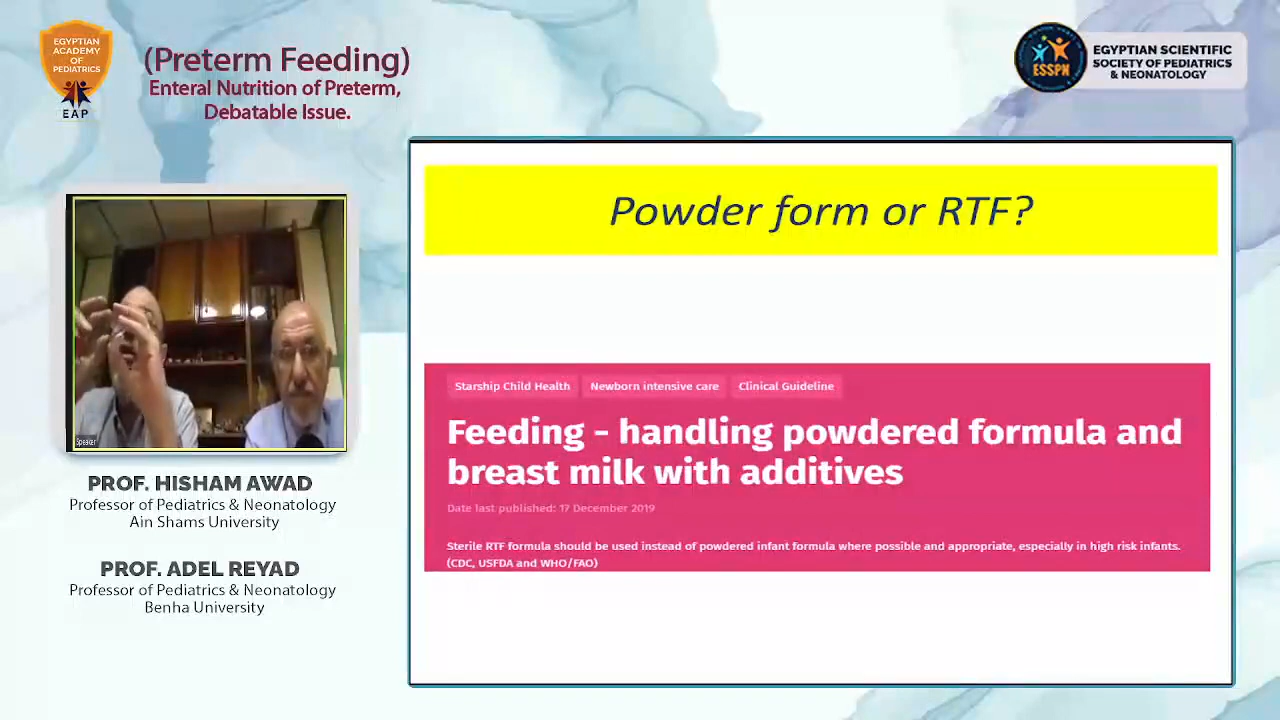 EGYPTIAN
ACADEMY
OF
PEDIATRICS
EAP
(Preterm Feeding)
Enteral Nutrition of Preterm,
Debatable Issue.
ESSPN
EGYPTIAN SCIENTIFIC
SOCIETY OF PEDIATRICS
& NEONATOLOGY
Speaker
PROF. HISHAM AWAD
Professor of Pediatrics & Neonatology
Ain Shams University
PROF. ADEL REYAD
Professor of Pediatrics & Neonatology
Benha University
Powder form or RTF?
Starship Child Health Newborn intensive care Clinical Guideline
Feeding - handling powdered formula and
breast milk with additives
Date last published: 17 December 2019
Sterile RTF formula should be used instead of powdered infant formula where possible and appropriate, especially in high risk infants.
(CDC, USFDA and WHO/FAO)